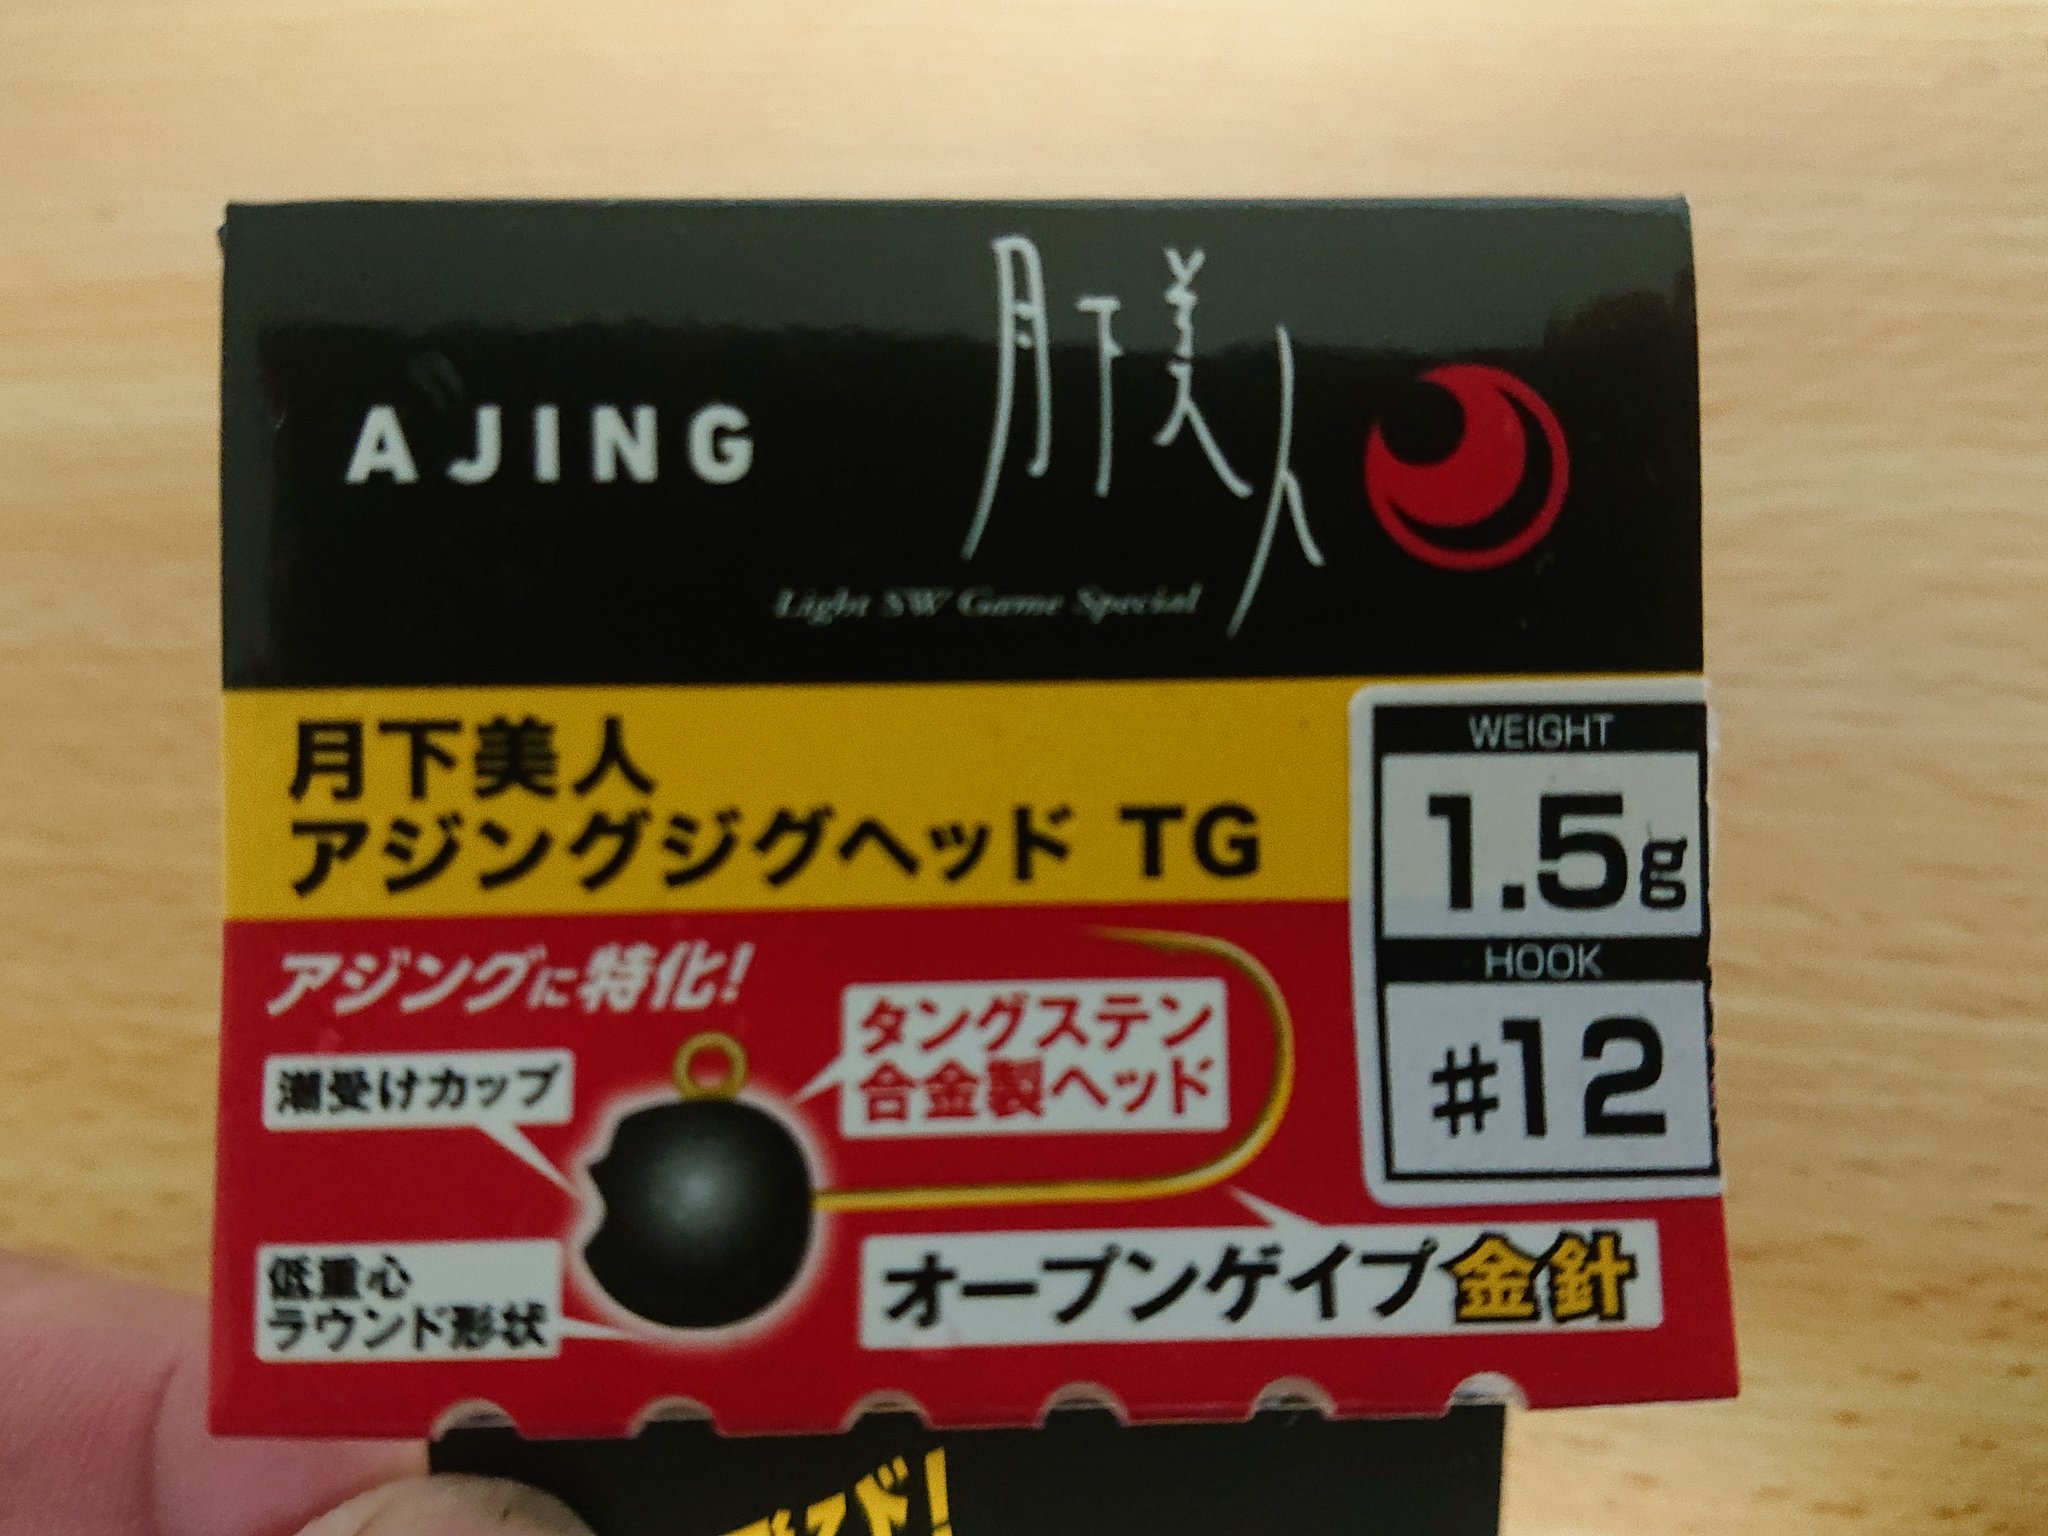 AJING
月下美人
Light SW Game Special
月下美人
アジングジグヘッド TG
WEIGHT
1.5g
HOOK
#12
アジングに特化!
タングステン
合金製ヘッド
潮受けカップ
低重心
ラウンド形状
オープンゲイプ金針